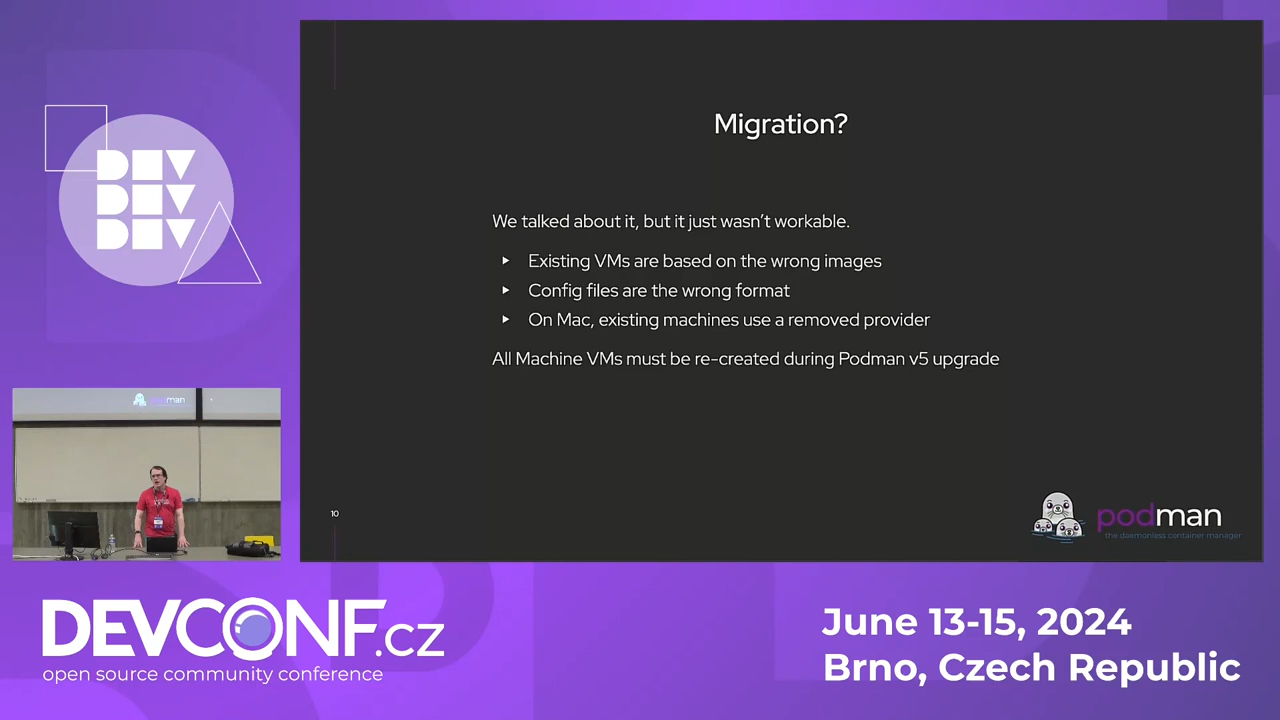 DEV
DEV
DEV
Migration?
We talked about it, but it just wasn't workable.
Existing VMs are based on the wrong images
Config files are the wrong format
On Mac, existing machines use a removed provider
All Machine VMs must be re-created during Podman v5 upgrade
10
podman
the daemonless container manager
podman
DEVCONF.cz
open source community conference
June 13-15, 2024
Brno, Czech Republic